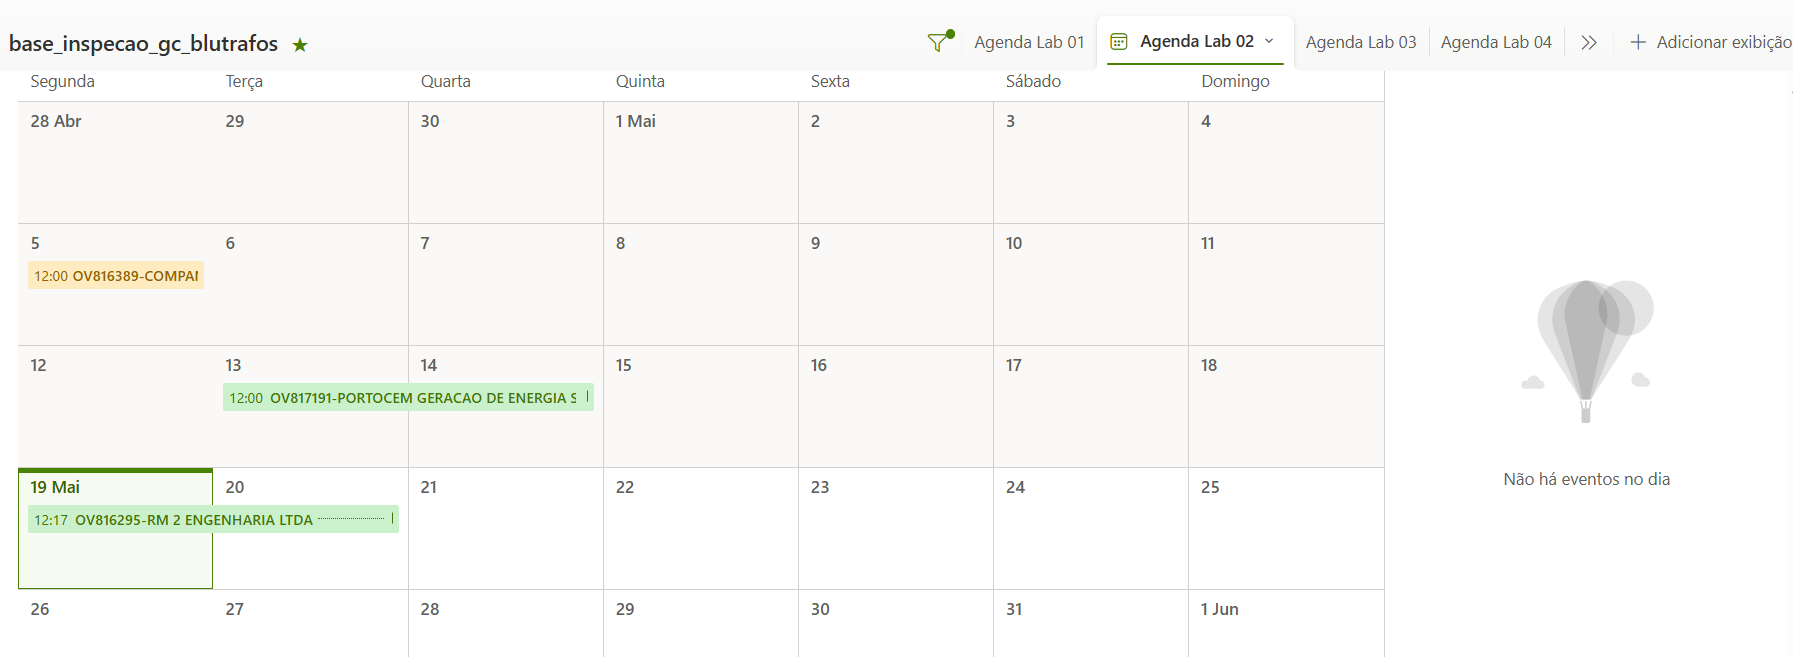 base_inspecao_gc_blutrafos
Agenda Lab 01
Agenda Lab 02
Agenda Lab 03
Agenda Lab 04
Adicionar exibição
Segunda Terça Quarta Quinta Sexta Sábado Domingo
28 Abr 29 30 1 Mai 2 3 4
5 6 7 8 9 10 11
12:00 OV816389-COMPAI
12 13 14 15 16 17 18
12:00 OV817191-PORTOCEM GERACAO DE ENERGIA S
19 Mai 20 21 22 23 24 25
12:17 OV816295-RM 2 ENGENHARIA LTDA
26 27 28 29 30 31 1 Jun
Não há eventos no dia